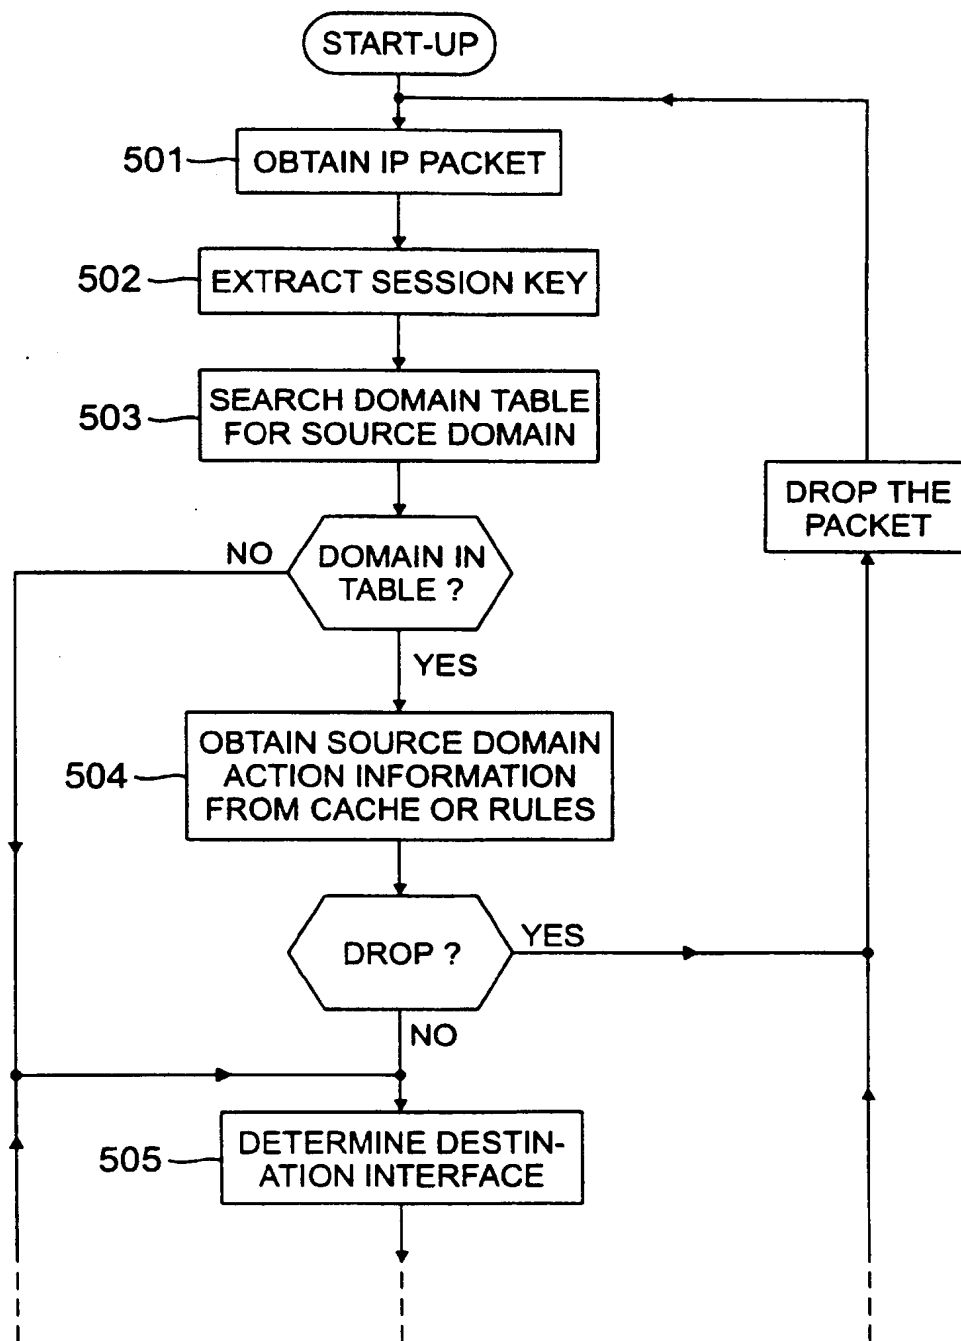 START-UP
501
OBTAIN IP PACKET
502
EXTRACT SESSION KEY
503
SEARCH DOMAIN TABLE
FOR SOURCE DOMAIN
DROP THE
PACKET
NO
DOMAIN IN
TABLE ?
YES
504
OBTAIN SOURCE DOMAIN
ACTION INFORMATION
FROM CACHE OR RULES
DROP ?
YES
NO
505
DETERMINE DESTIN-
ATION INTERFACE